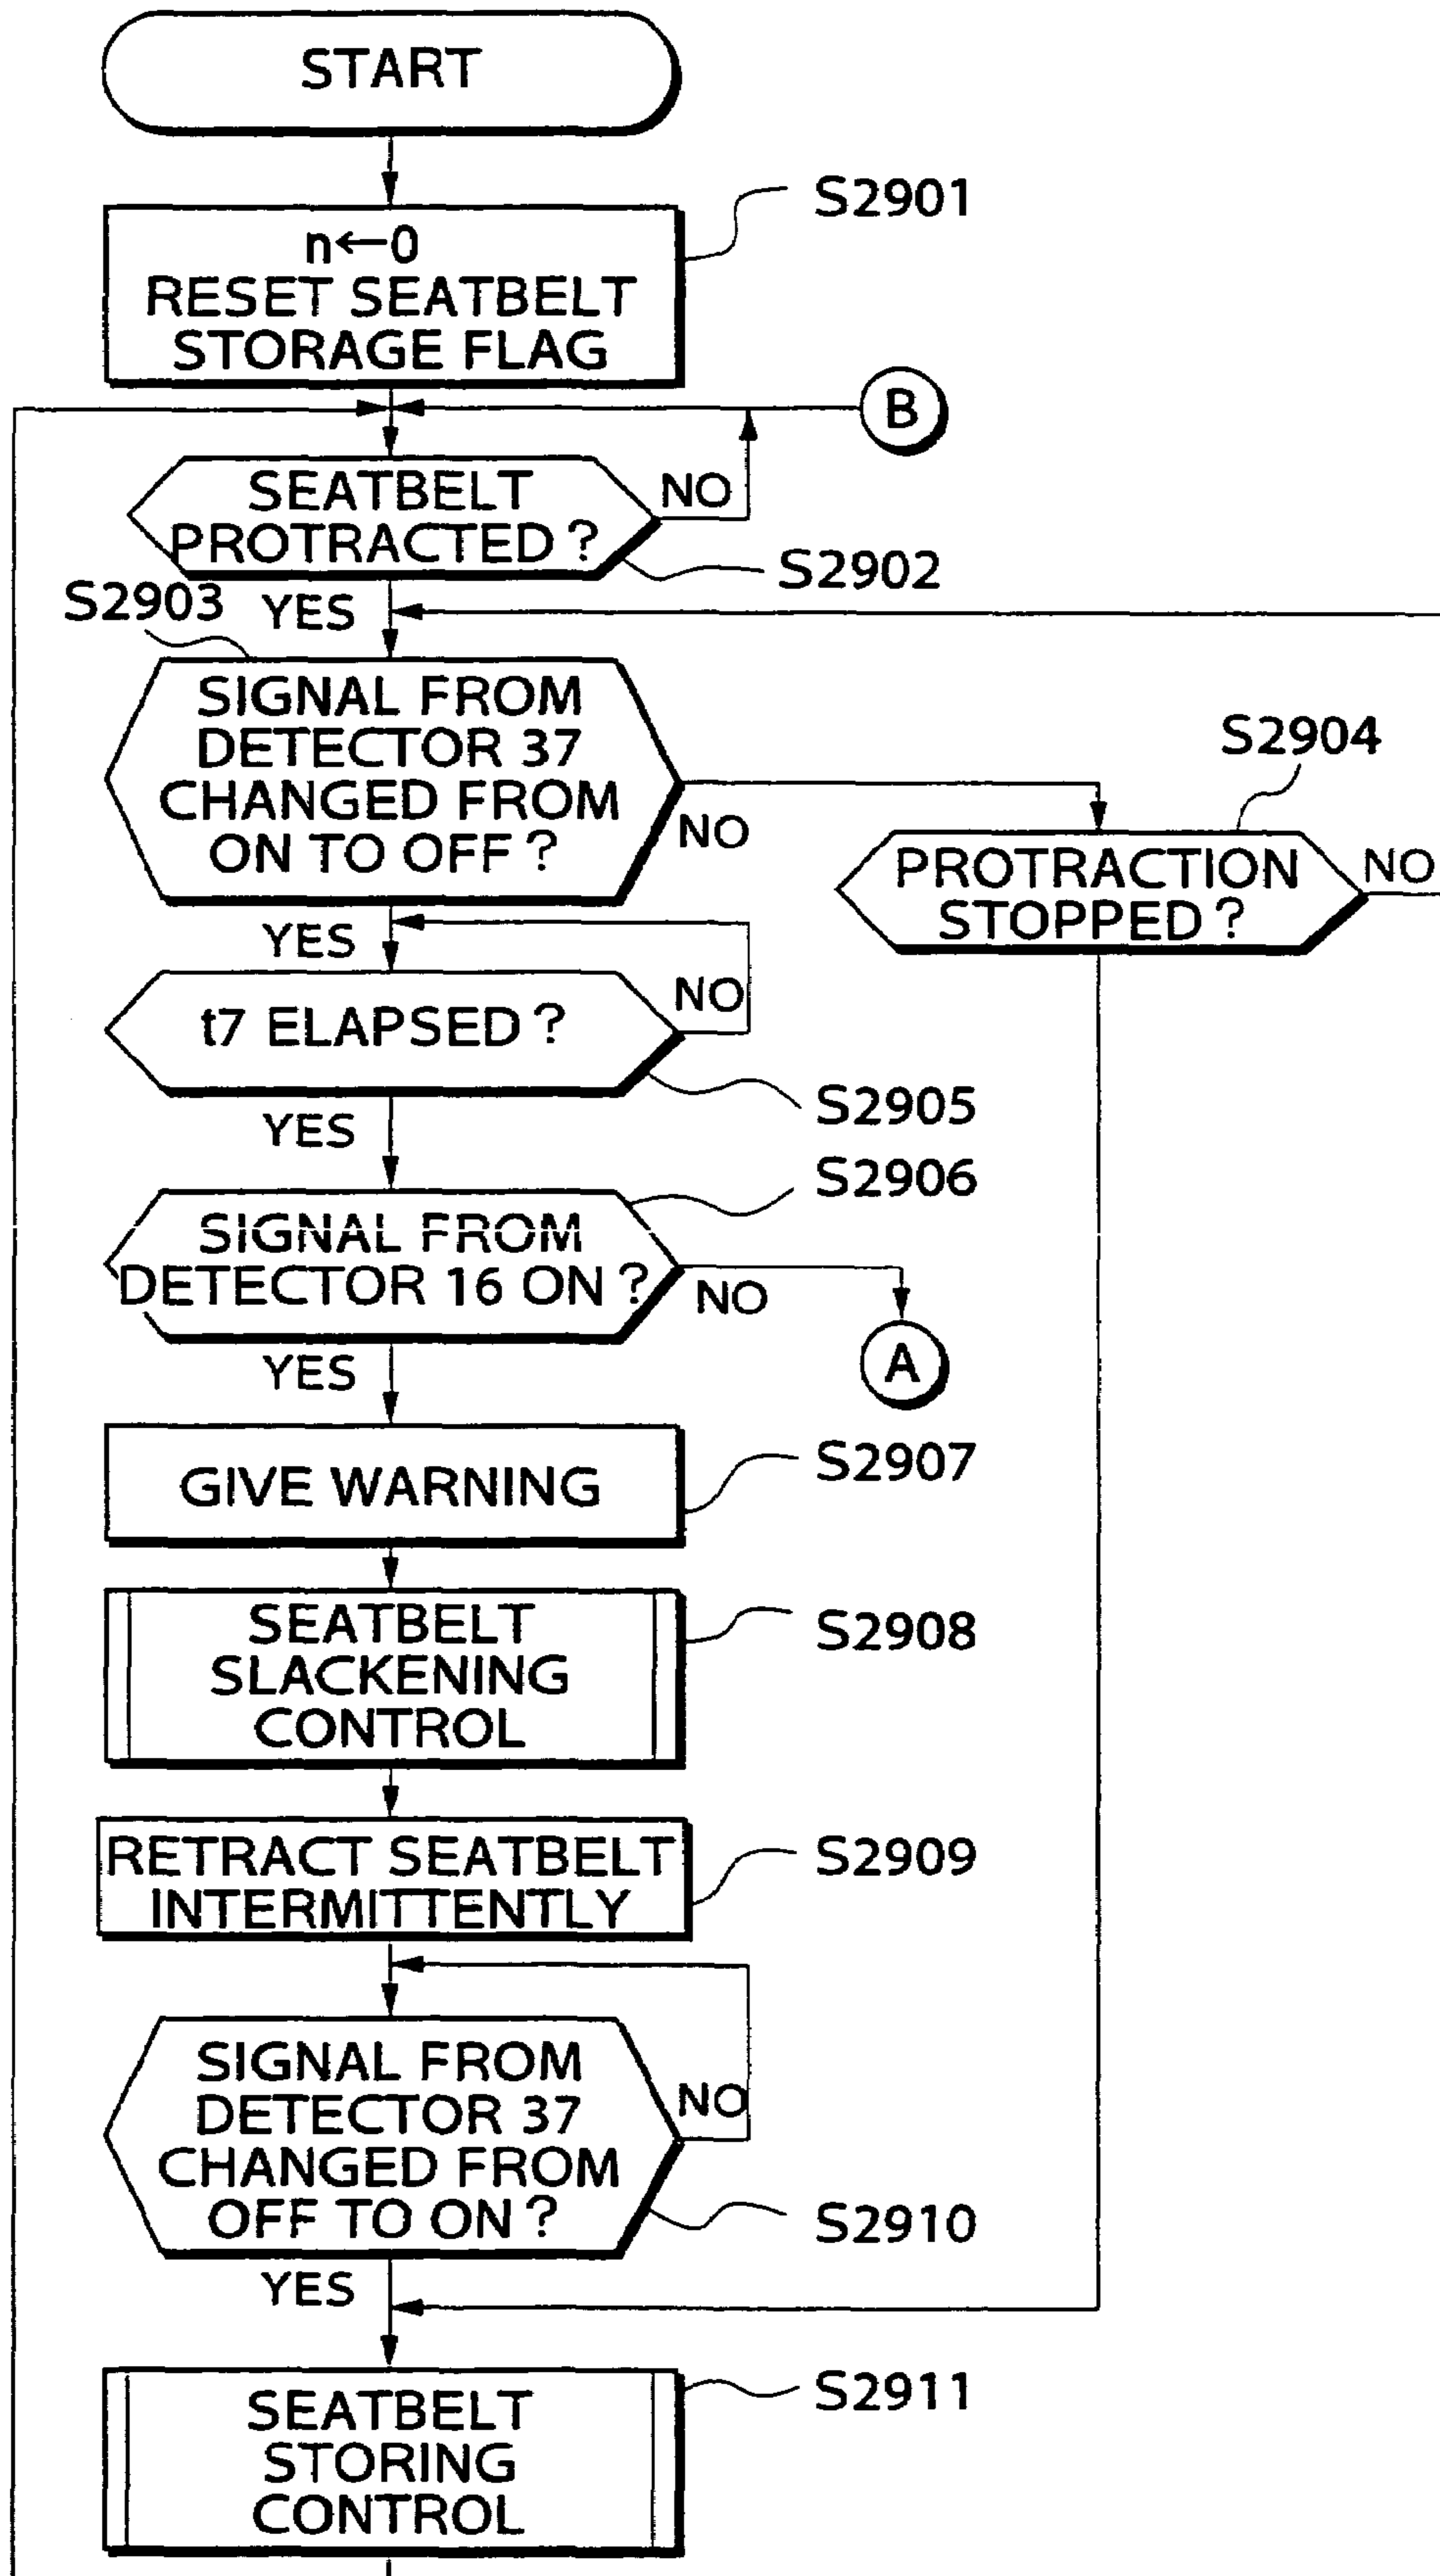 START
S2901
n←0
RESET SEATBELT
STORAGE FLAG
B
SEATBELT
PROTRACTED?
NO
S2902
S2903
YES
SIGNAL FROM
DETECTOR 37
CHANGED FROM
ON TO OFF?
NO
S2904
PROTRACTION
STOPPED?
NO
YES
t7 ELAPSED?
NO
S2905
YES
S2906
SIGNAL FROM
DETECTOR 16 ON?
NO
A
YES
GIVE WARNING
S2907
SEATBELT
SLACKENING
CONTROL
S2908
RETRACT SEATBELT
INTERMITTENTLY
S2909
SIGNAL FROM
DETECTOR 37
CHANGED FROM
OFF TO ON?
NO
S2910
YES
S2911
SEATBELT
STORING
CONTROL